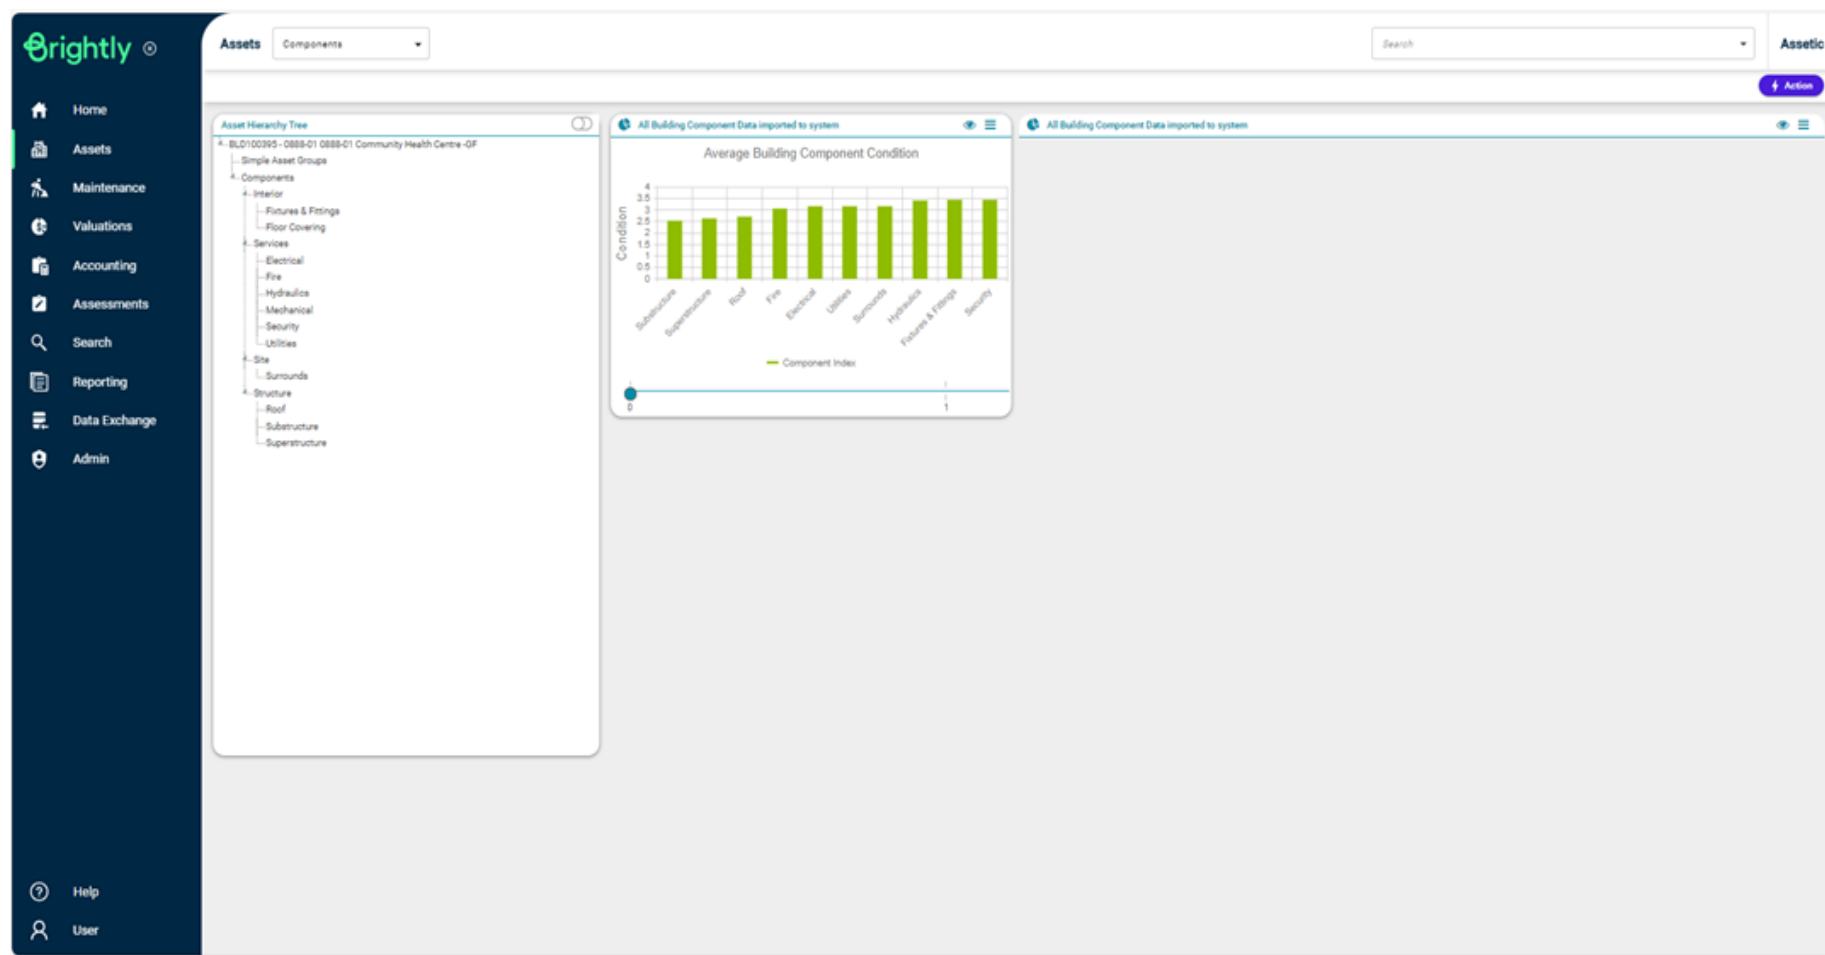 Brightly
Home
Assets
Maintenance
Valuations
Accounting
Assessments
Search
Reporting
Data Exchange
Admin
Help
User
Assets
Components
Search
Assetic
Action
Asset Hierarchy Tree
BLD100395 - 0888-01 0888-01 Community Health Centre -GF
Simple Asset Groups
Components
Interior
Fixtures & Fittings
Floor Covering
Services
Electrical
Fire
Hydraulics
Mechanical
Security
Utilities
Site
Surrounds
Structure
Roof
Substructure
Superstructure
All Building Component Data imported to system
Average Building Component Condition
Condition
4
3.5
3
2.5
2
1.5
1
0.5
0
Substructure
Superstructure
Roof
Fire
Electrical
Utilities
Surrounds
Hydraulics
Fixtures & Fittings
Security
Component Index
0
1
All Building Component Data imported to system